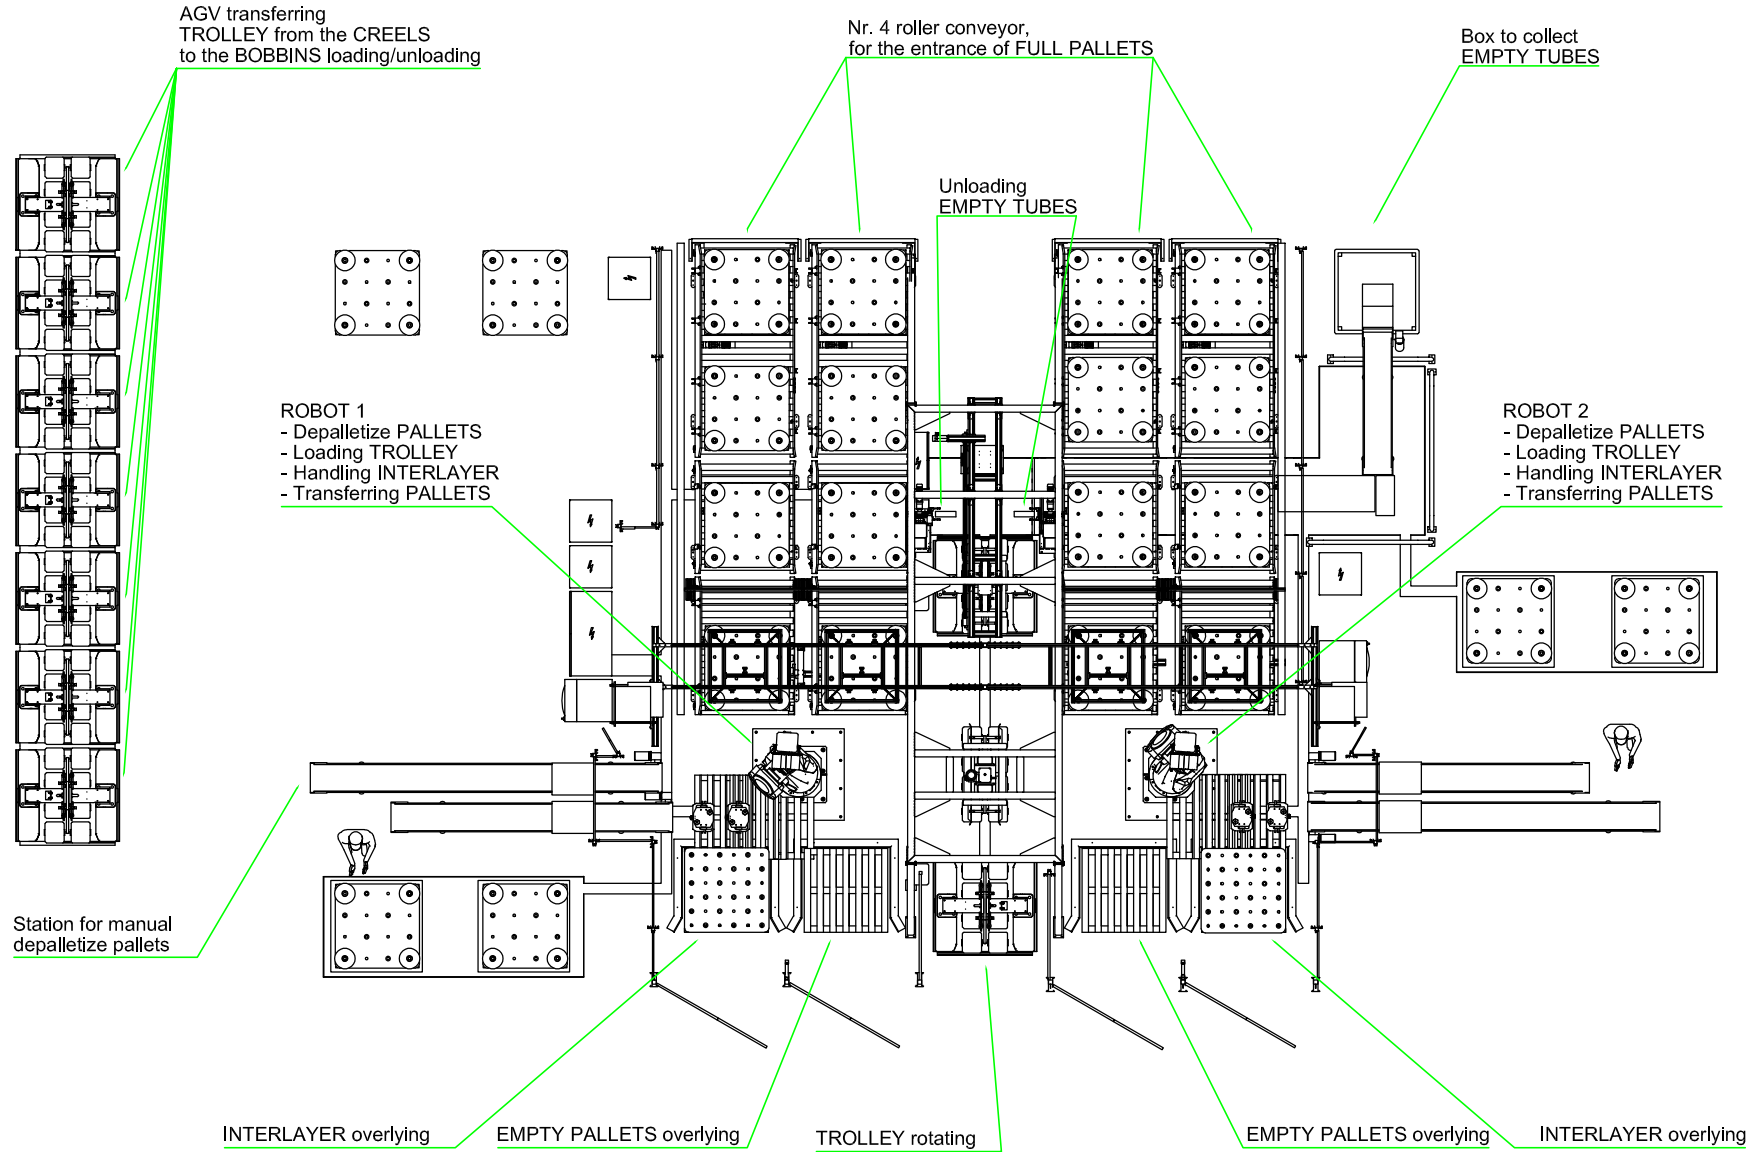 AGV transferring
TROLLEY from the CREELS
to the BOBBINS loading/unloading
Nr. 4 roller conveyor,
for the entrance of FULL PALLETS
Box to collect
EMPTY TUBES
Unloading
EMPTY TUBES
ROBOT 1
- Depalletize PALLETS
- Loading TROLLEY
- Handling INTERLAYER
- Transferring PALLETS
ROBOT 2
- Depalletize PALLETS
- Loading TROLLEY
- Handling INTERLAYER
- Transferring PALLETS
Station for manual
depalletize pallets
INTERLAYER overlying
EMPTY PALLETS overlying
TROLLEY rotating
EMPTY PALLETS overlying
INTERLAYER overlying